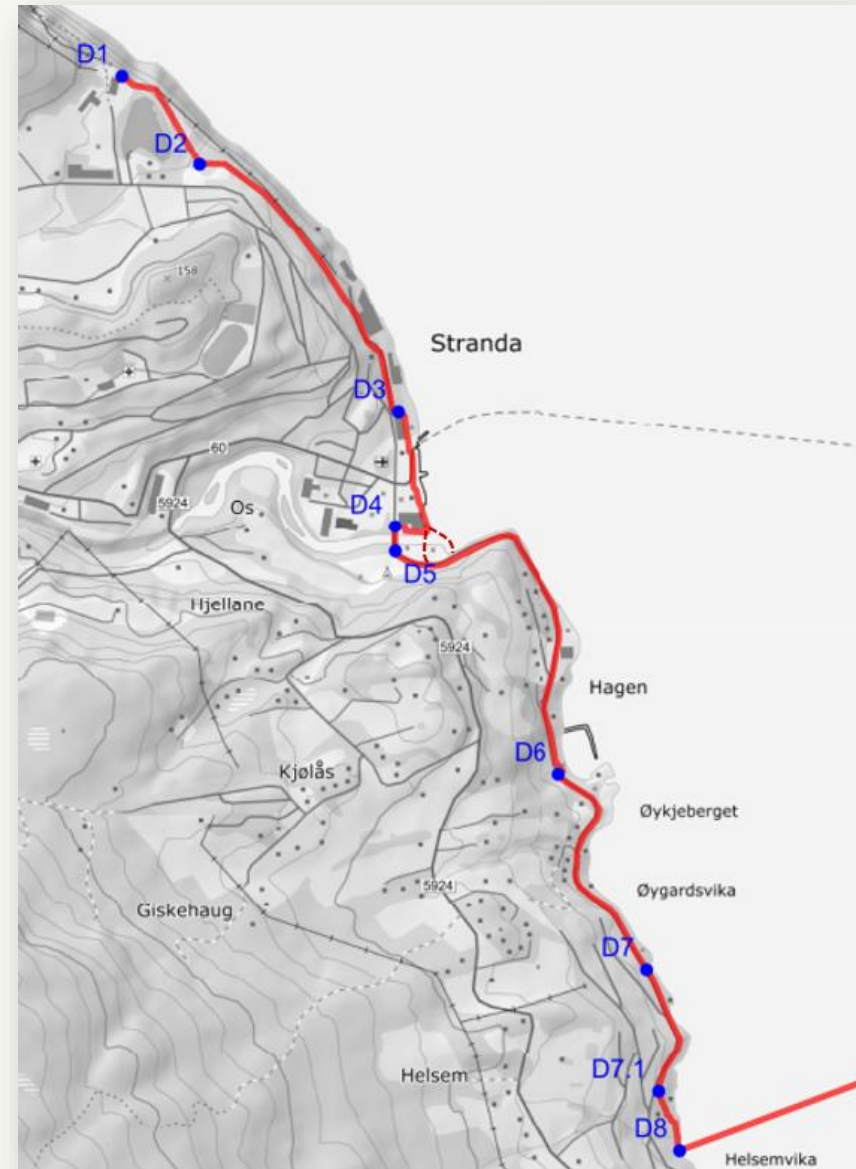 D1
D2
158
Stranda
D3
60
5924
Os
D4
D5
Hjellane
5924
Hagen
D6
Kjølås
Øykjeberget
5924
Øygardsvika
Giskehaug
D7
Helsem
D7.1
D8
Helsemvika